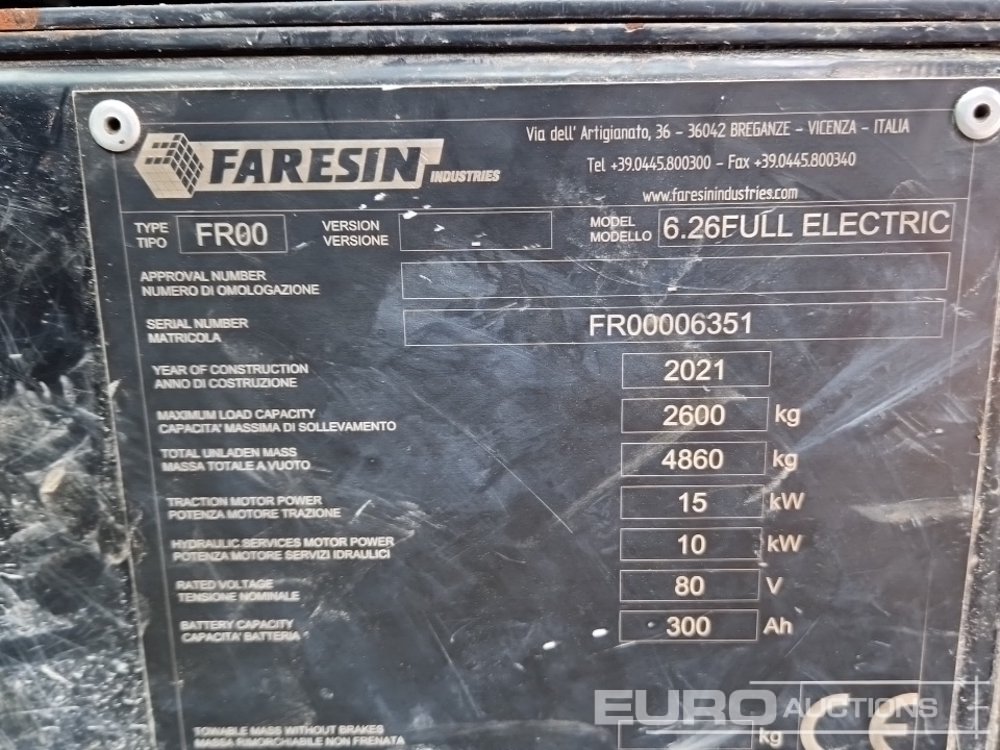 FARESIN INDUSTRIES
Via dell' Artigianato, 36 - 36042 BREGANZE - VICENZA - ITALIA
Tel +39.0445.800300 - Fax +39.0445.800340
www.faresinindustries.com
TYPE FR00 VERSION - MODEL 6.26FULL ELECTRIC
TIPO VERSIONE MODELLO
APPROVAL NUMBER
NUMERO DI OMOLOGAZIONE
SERIAL NUMBER FR00006351
MATRICOLA
YEAR OF CONSTRUCTION 2021
ANNO DI COSTRUZIONE
MAXIMUM LOAD CAPACITY 2600 kg
CAPACITA' MASSIMA DI SOLLEVAMENTO
TOTAL UNLADEN MASS 4860 kg
MASSA TOTALE A VUOTO
TRACTION MOTOR POWER 15 kW
POTENZA MOTORE TRAZIONE
HYDRAULIC SERVICES MOTOR POWER 10 kW
POTENZA MOTORE SERVIZI IDRAULICI
RATED VOLTAGE 80 V
TENSIONE NOMINALE
BATTERY CAPACITY 300 Ah
CAPACITA' BATTERIA
TOWABLE MASS WITHOUT BRAKES kg
MASSA RIMORCHIABILE NON FRENATA
CE
EURO AUCTIONS